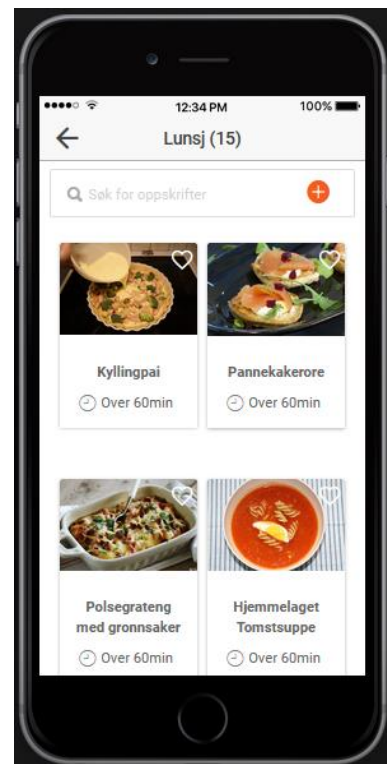 12:34 PM 100%
Lunsj (15)
Søk for oppskrifter
Kyllingpai
Pannekakerore
Over 60min
Over 60min
Polsegrateng
med gronnsaker
Hjemmelaget
Tomstsuppe
Over 60min
Over 60min